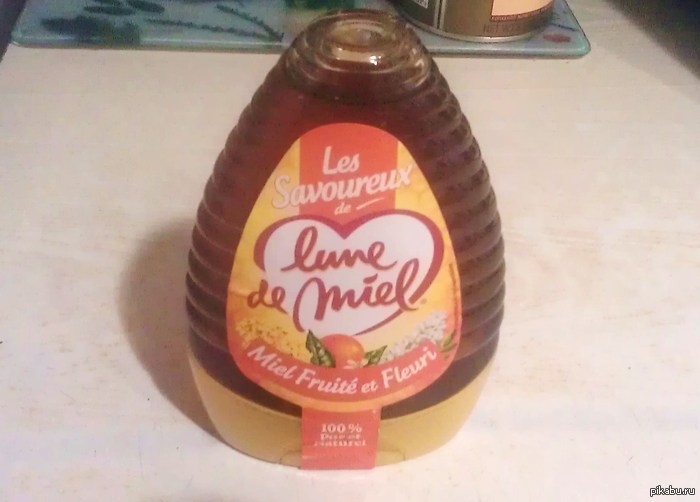 Les
Savoureux
de
lune
de miel
Miel Fruité et Fleuri
100%
Pur et
Naturel
pikabu.ru